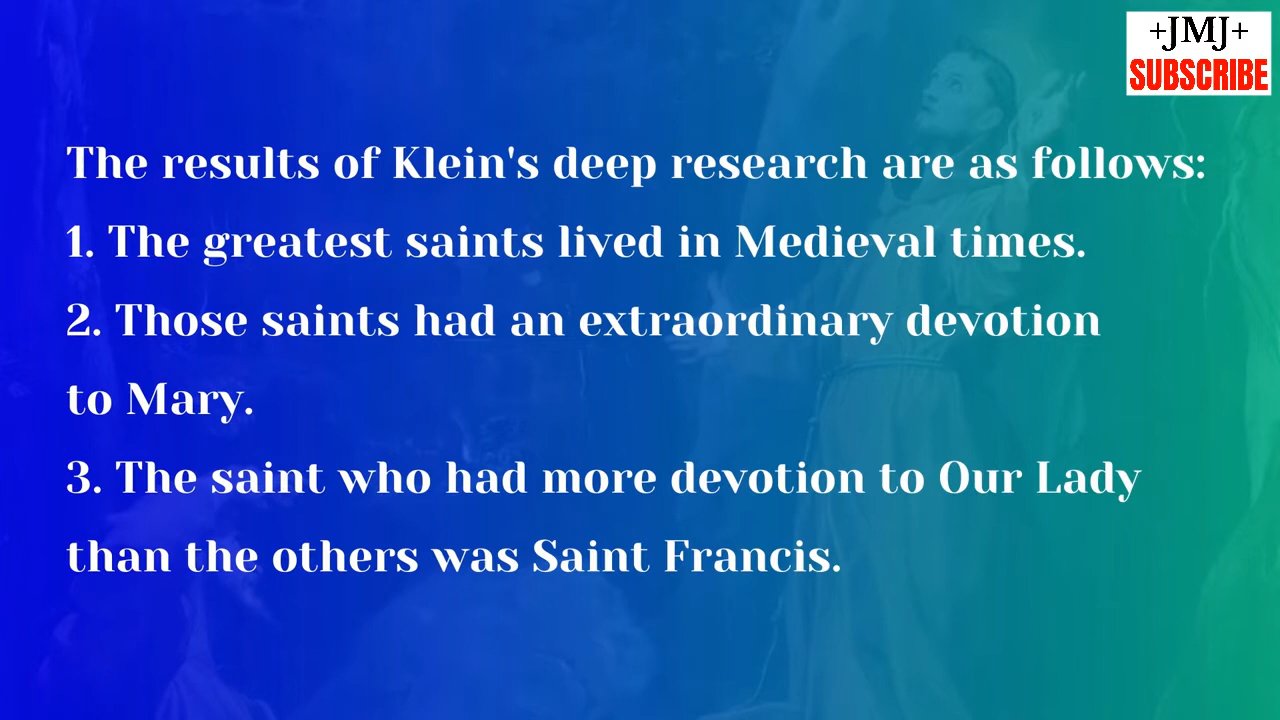 +JMJ+
SUBSCRIBE
The results of Klein's deep research are as follows:
1. The greatest saints lived in Medieval times.
2. Those saints had an extraordinary devotion
to Mary.
3. The saint who had more devotion to Our Lady
than the others was Saint Francis.